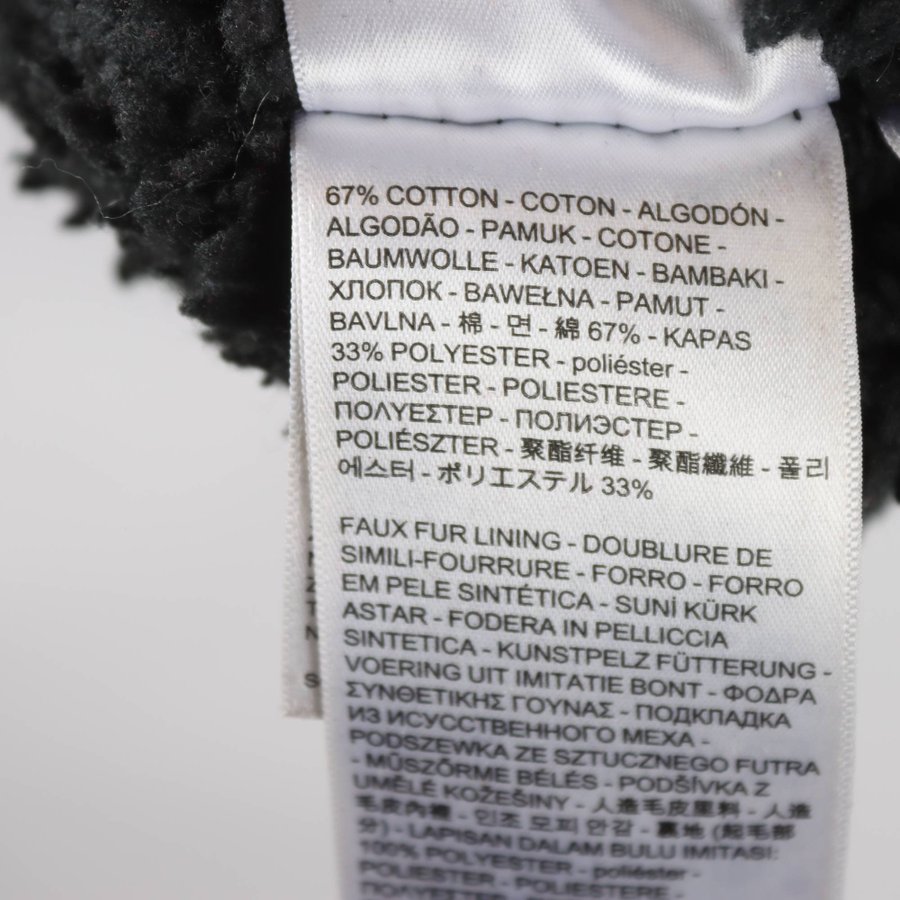 67% COTTON - COTON - ALGODÓN -
ALGODÃO - PAMUK - COTONE -
BAUMWOLLE - KATOEN - BAMBAKI -
ХЛОПОК - BAWEŁNA - PAMUT -
BAVLNA - 棉 - 면 - 綿 67% - KAPAS
33% POLYESTER - poliéster -
POLIESTER - POLIESTERE -
ΠΟΛΥΕΣΤΕΡ - ПОЛИЭСТЕР -
POLIÉSZTER - 聚酯纤维 - 聚酯纖維 - 폴리
에스터 - ポリエステル 33%
FAUX FUR LINING - DOUBLURE DE
SIMILI-FOURRURE - FORRO - FORRO
EM PELE SINTÉTICA - SUNİ KÜRK
ASTAR - FODERA IN PELLICCIA
SINTETICA - KUNSTPELZ FÜTTERUNG -
VOERING UIT IMITATIE BONT - ΦΟΔΡΑ
ΣΥΝΘΕΤΙΚΗΣ ΓΟΥΝΑΣ - ПОДКЛАДКА
ИЗ ИСУССТВЕННОГО МЕХА -
PODSZEWKA ZE SZTUCZNEGO FUTRA
- MŰSZŐRME BÉLÉS - PODŠÍVKA Z
UMĚLÉ KOŽEŠINY - 人造毛皮里料 - 人造
毛皮內裡 - 인조 모피 안감 - 裏地 (起毛部
分) - LAPISAN DALAM BULU IMITASI:
100% POLYESTER - poliéster -
POLIESTER - POLIESTERE -